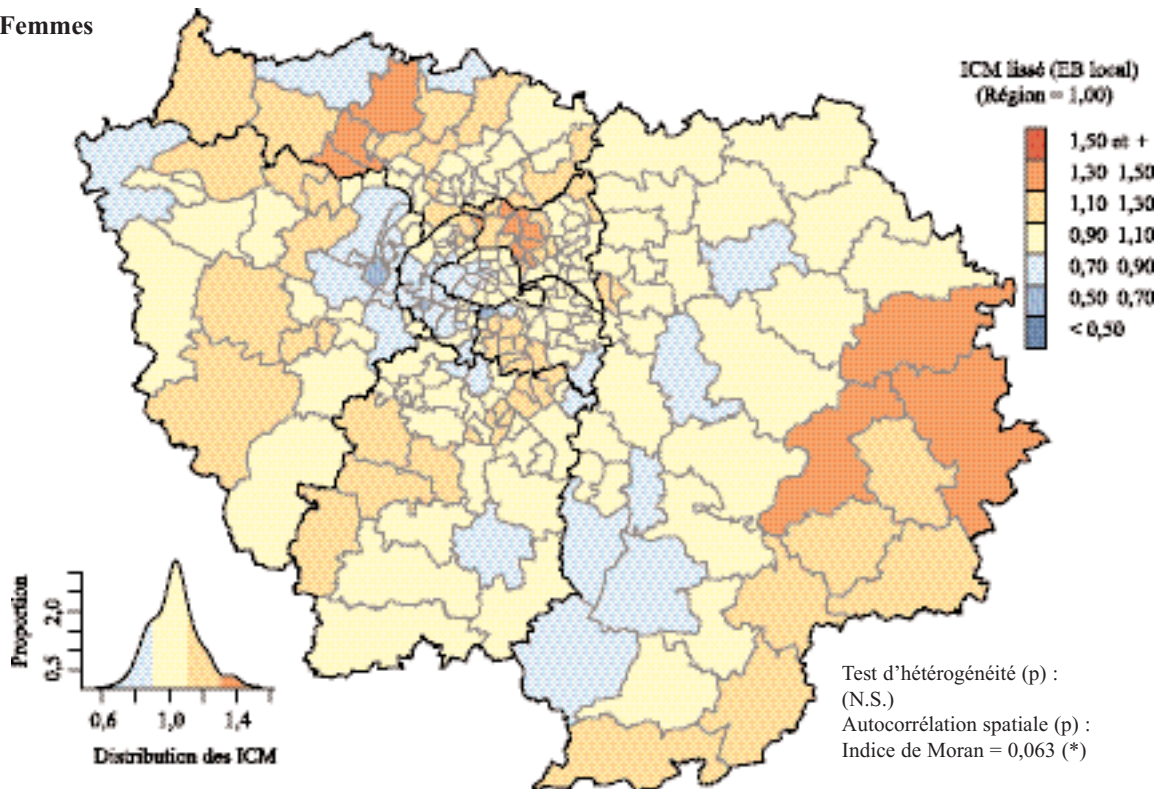 Femmes
ICM lissé (EB local)
(Région = 1,00)
1,50 et +
1,30 1,50
1,10 1,30
0,90 1,10
0,70 0,90
0,50 0,70
< 0,50
Proportion
2,0
0,5
0,6 1,0 1,4
Distribution des ICM
Test d'hétérogénéité (p) :
(N.S.)
Autocorrélation spatiale (p) :
Indice de Moran = 0,063 (*)